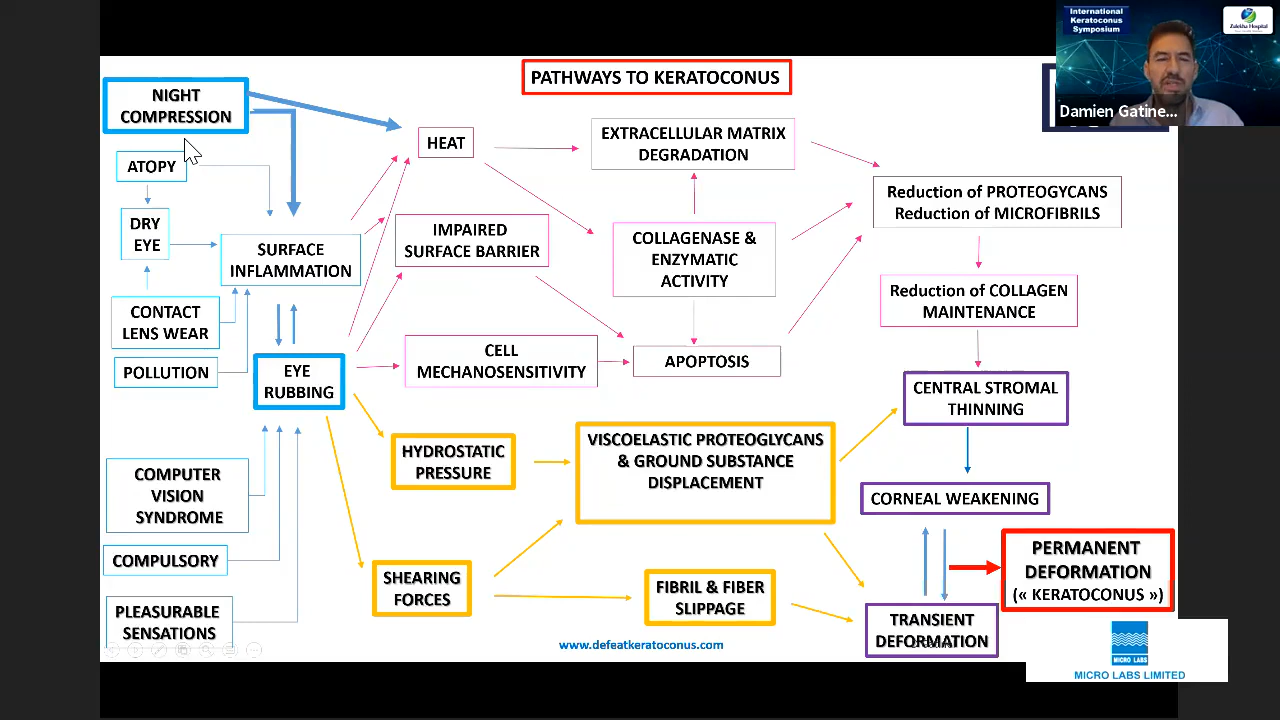 International
Keratoconus
Symposium
Zulekha Hospital
Damien Gatine...
PATHWAYS TO KERATOCONUS
NIGHT
COMPRESSION
ATOPY
DRY
EYE
CONTACT
LENS WEAR
POLLUTION
SURFACE
INFLAMMATION
EYE
RUBBING
COMPUTER
VISION
SYNDROME
COMPULSORY
PLEASURABLE
SENSATIONS
HEAT
IMPAIRED
SURFACE BARRIER
CELL
MECHANOSENSITIVITY
HYDROSTATIC
PRESSURE
SHEARING
FORCES
EXTRACELLULAR MATRIX
DEGRADATION
COLLAGENASE &
ENZYMATIC
ACTIVITY
APOPTOSIS
VISCOELASTIC PROTEOGLYCANS
& GROUND SUBSTANCE
DISPLACEMENT
FIBRIL & FIBER
SLIPPAGE
Reduction of PROTEOGYCANS
Reduction of MICROFIBRILS
Reduction of COLLAGEN
MAINTENANCE
CENTRAL STROMAL
THINNING
CORNEAL WEAKENING
TRANSIENT
DEFORMATION
PERMANENT
DEFORMATION
(« KERATOCONUS »)
www.defeatkeratoconus.com
MICRO LABS
MICRO LABS LIMITED